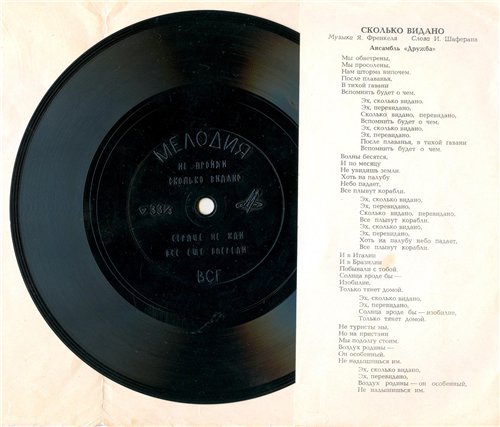 МЕЛОДИЯ
НЕ ПРОЙДИ
СКОЛЬКО ВИДАНО
33⅓
СЕРДЦЕ НЕ
ВСЕ ЕЩЕ ВПЕРЕДИ
ВСГ
СКОЛЬКО ВИДАНО
Музыка Я. Френкеля Слова И. Шаферана
Ансамбль «Дружба»
Мы обветрены,
Мы просолены,
Нам штормы нипочем.
После плаванья,
В тихой гавани
Вспомнить будет о чем.
Эх, сколько видано,
Эх, перевидано,
Сколько видано, перевидано,
Вспомнить будет о чем.
Эх, сколько видано,
Эх, перевидано.
После плаванья, в тихой гавани
Вспомнить будет о чем.
Волны бесятся,
И по месяцу
Не увидишь земли.
Хоть на палубу
Небо падает,
Все плывут корабли.
Эх, сколько видано,
Эх, перевидано,
Сколько видано, перевидано,
Все плывут корабли.
Эх, сколько видано,
Эх, перевидано,
Хоть на палубу небо падает,
Все плывут корабли.
И в Италии
И в Бразилии
Побывали с тобой.
Солнца вроде бы —
Изобилие,
Только тянет домой.
Эх, сколько видано,
Эх, перевидано,
Солнца вроде бы — изобилие,
Только тянет домой.
Не туристы мы,
Но на пристани
Мы подолгу стоим.
Воздух родины —
Он особенный,
Не надышишься им.
Эх, сколько видано,
Эх, перевидано,
Воздух родины — он особенный,
Не надышишься им.